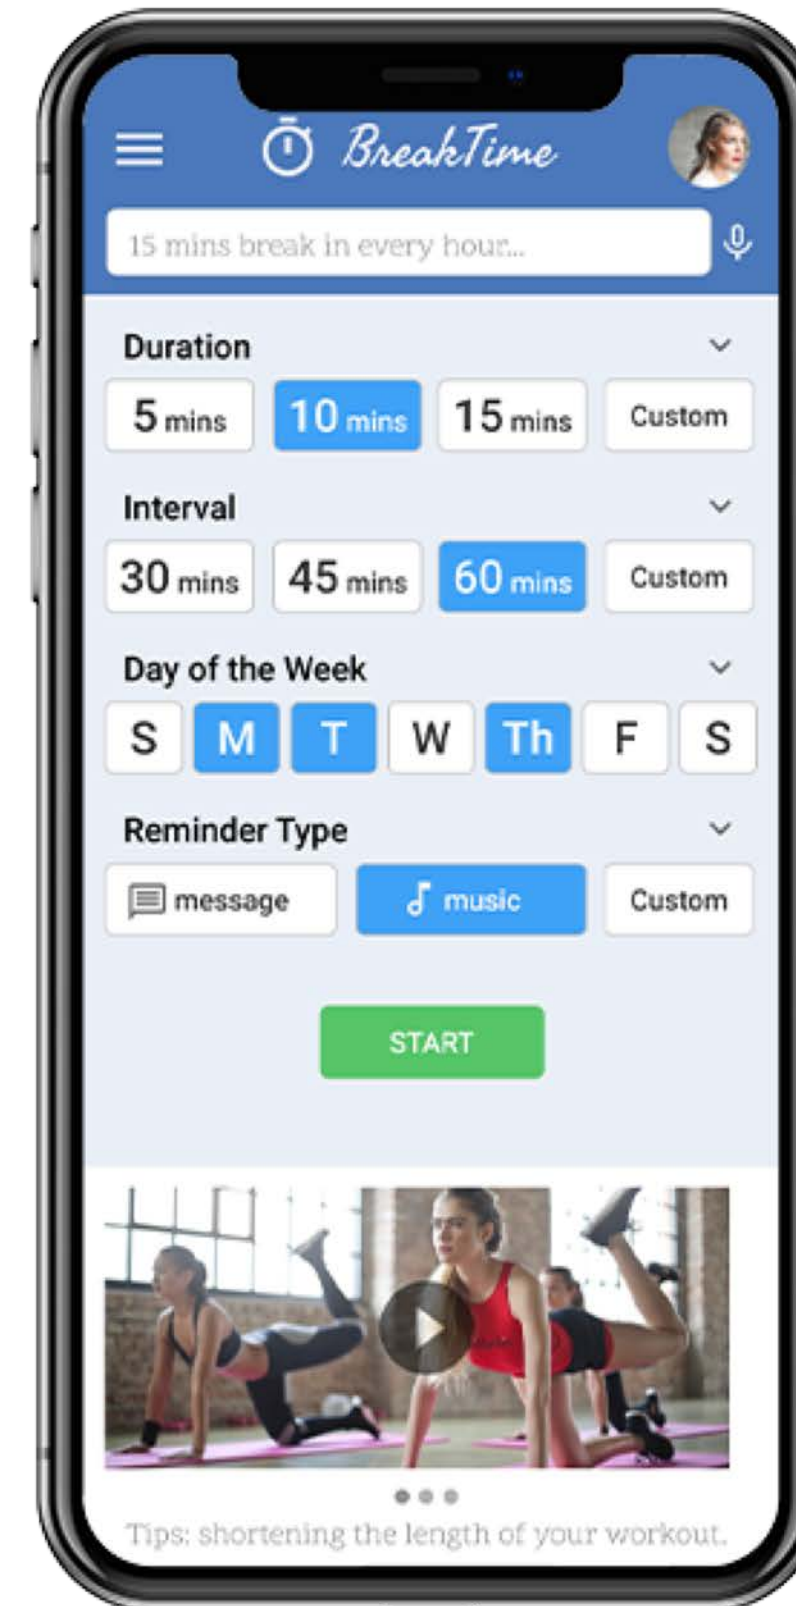 BreakTime
15 mins break in every hour...
Duration
5 mins 10 mins 15 mins Custom
Interval
30 mins 45 mins 60 mins Custom
Day of the Week
S M T W Th F S
Reminder Type
message music Custom
START
Tips: shortening the length of your workout.